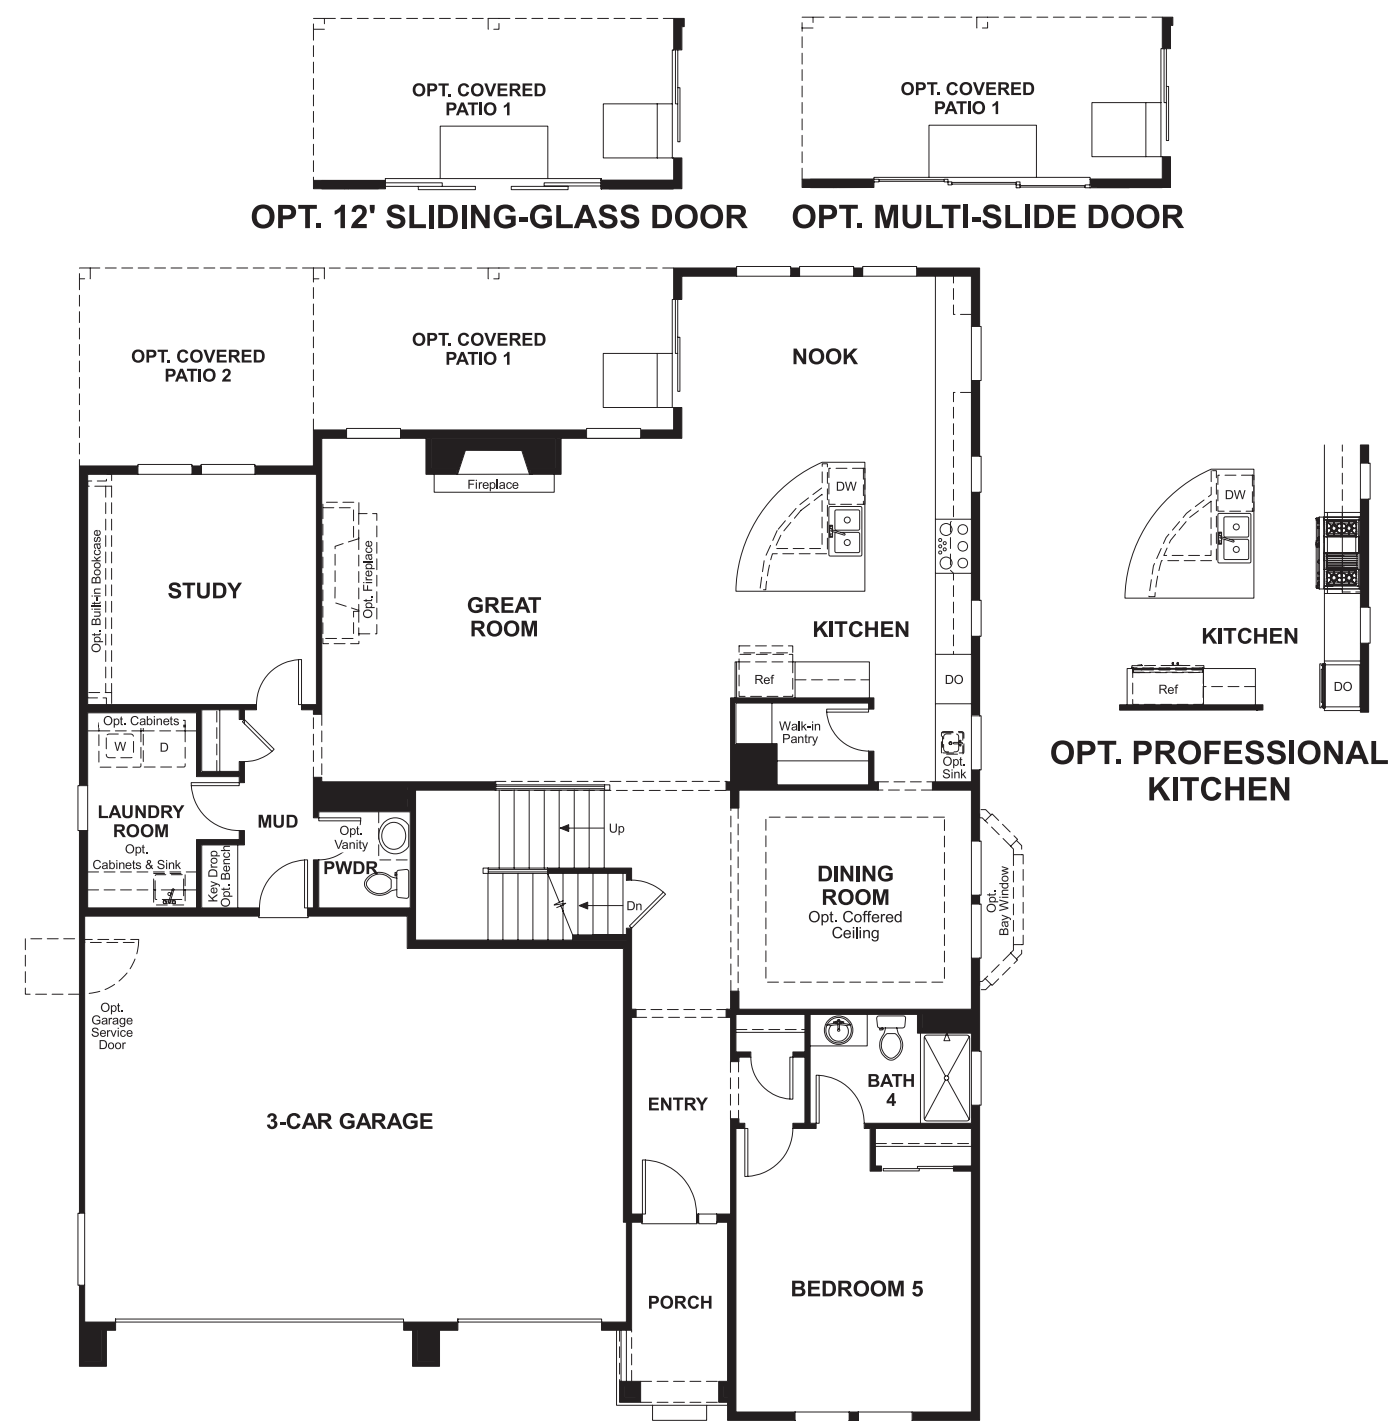 OPT. COVERED
PATIO 1
OPT. COVERED
PATIO 1
OPT. 12' SLIDING-GLASS DOOR
OPT. MULTI-SLIDE DOOR
OPT. COVERED
PATIO 2
OPT. COVERED
PATIO 1
NOOK
Fireplace
DW
DW
Opt. Built-in Bookcase
STUDY
Opt. Fireplace
GREAT
ROOM
KITCHEN
KITCHEN
Ref
DO
Ref
DO
Opt. Cabinets
W
D
Walk-in
Pantry
Opt.
Sink
OPT. PROFESSIONAL
KITCHEN
LAUNDRY
ROOM
Opt.
Cabinets & Sink
MUD
Key Drop
Opt. Bench
Opt.
Vanity
PWDR
Up
Dn
DINING
ROOM
Opt. Coffered
Ceiling
Opt.
Bay Window
Opt.
Garage
Service
Door
3-CAR GARAGE
ENTRY
BATH
4
BEDROOM 5
PORCH